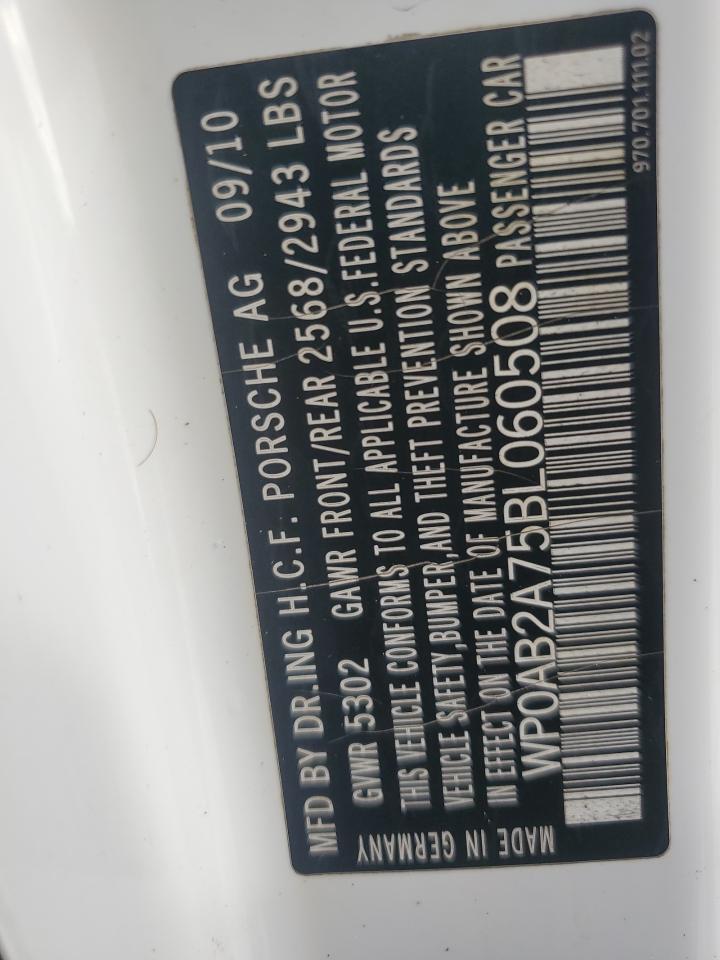 MFD BY DR.ING H.C.F. PORSCHE AG 09/10
GVWR 5302 GAWR FRONT/REAR 2568/2943 LBS
THIS VEHICLE CONFORMS TO ALL APPLICABLE U.S.FEDERAL MOTOR
VEHICLE SAFETY,BUMPER,AND THEFT PREVENTION STANDARDS
IN EFFECT ON THE DATE OF MANUFACTURE SHOWN ABOVE
WP0AB2A75BL060508 PASSENGER CAR
MADE IN GERMANY
970.701.111.02